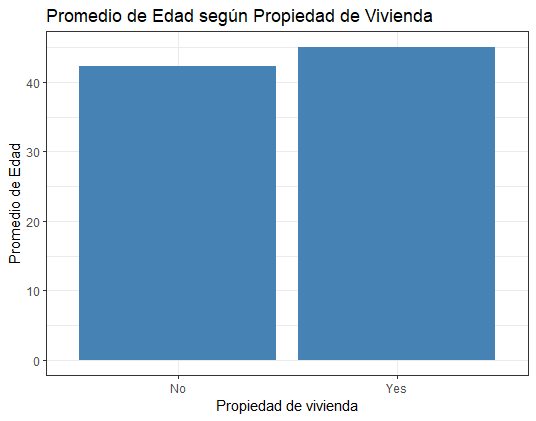 Promedio de Edad según Propiedad de Vivienda
Promedio de Edad
40
30
20
10
0
No
Yes
Propiedad de vivienda